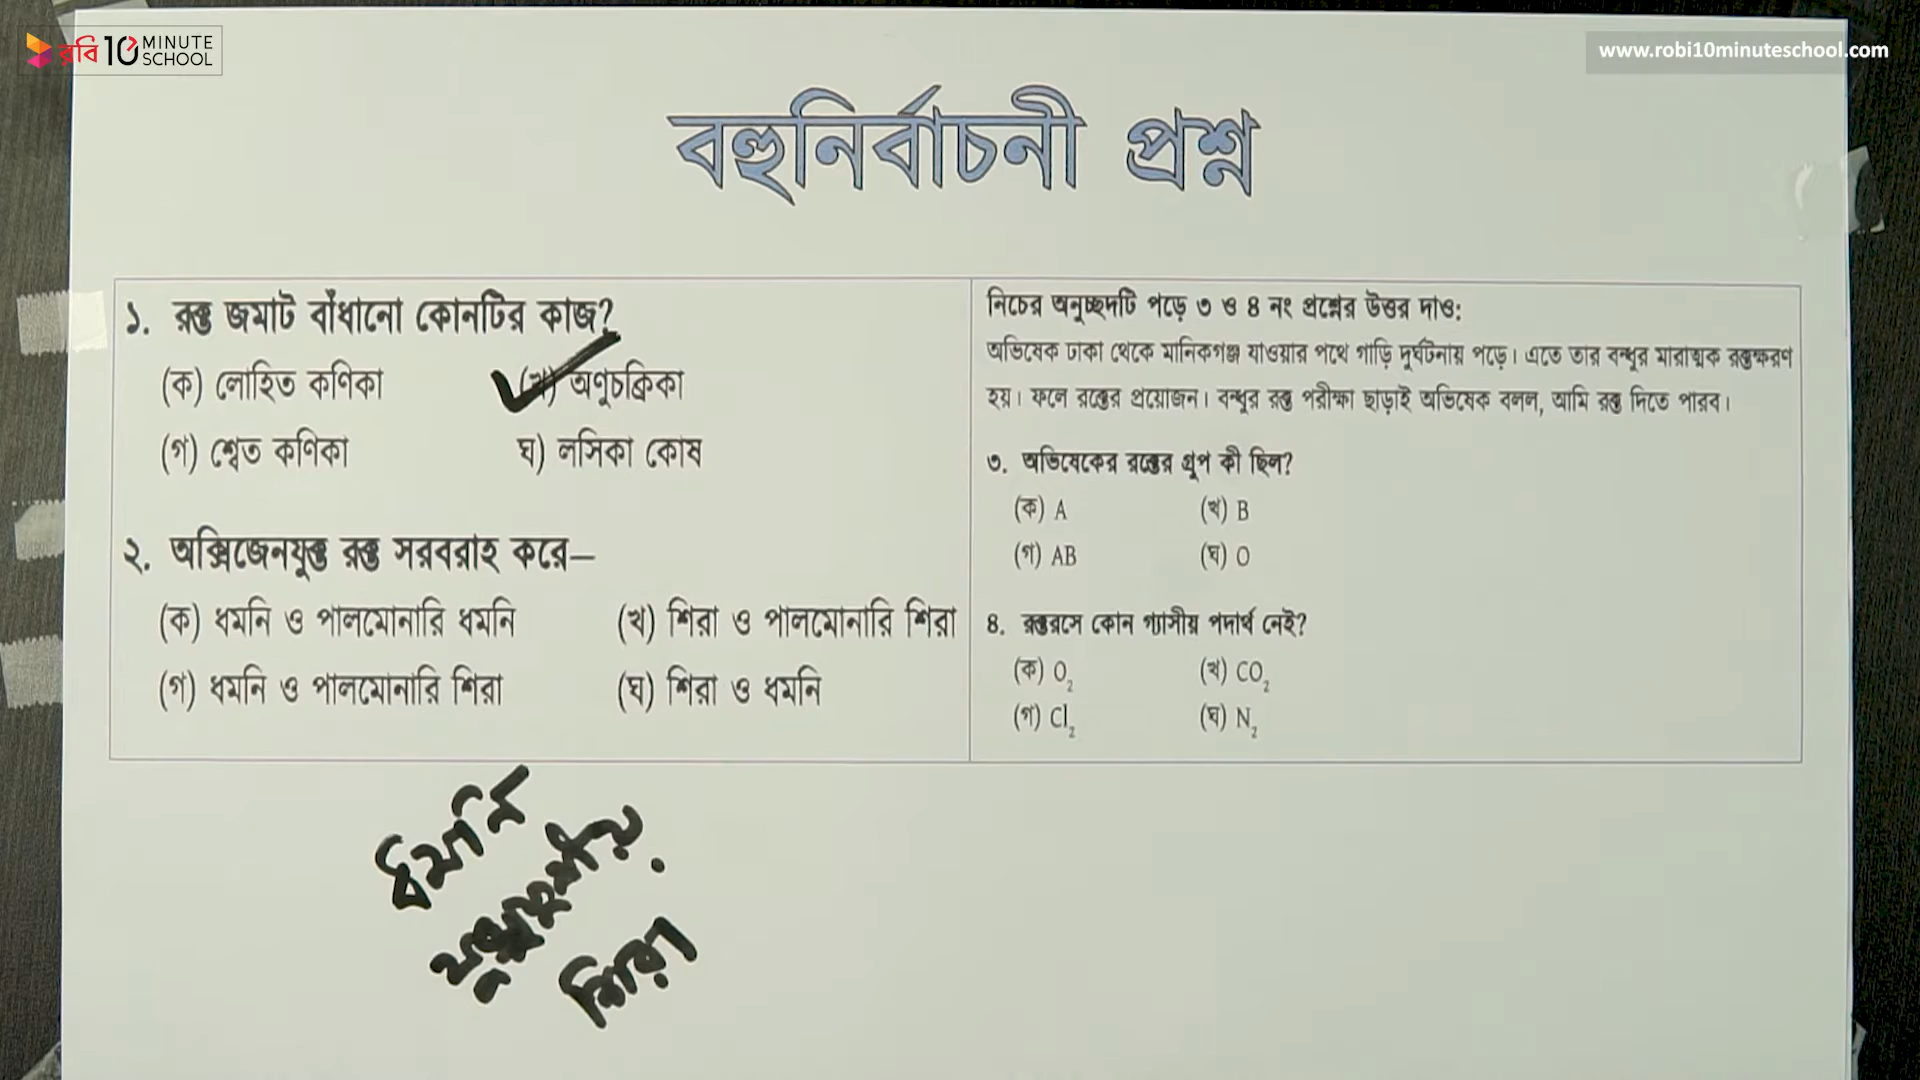 রবি 10 MINUTE SCHOOL
www.robi10minuteschool.com
বহুনির্বাচনী প্রশ্ন
১. রক্ত জমাট বাঁধানো কোনটির কাজ?
(ক) লোহিত কণিকা (খ) অণুচক্রিকা
(গ) শ্বেত কণিকা ঘ) লসিকা কোষ
২. অক্সিজেনযুক্ত রক্ত সরবরাহ করে—
(ক) ধমনি ও পালমোনারি ধমনি (খ) শিরা ও পালমোনারি শিরা
(গ) ধমনি ও পালমোনারি শিরা (ঘ) শিরা ও ধমনি
নিচের অনুচ্ছেদটি পড়ে ৩ ও ৪ নং প্রশ্নের উত্তর দাও:
অভিষেক ঢাকা থেকে মানিকগঞ্জ যাওয়ার পথে গাড়ি দুর্ঘটনায় পড়ে। এতে তার বন্ধুর মারাত্মক রক্তক্ষরণ
হয়। ফলে রক্তের প্রয়োজন। বন্ধুর রক্ত পরীক্ষা ছাড়াই অভিষেক বলল, আমি রক্ত দিতে পারব।
৩. অভিষেকের রক্তের গ্রুপ কী ছিল?
(ক) A (খ) B
(গ) AB (ঘ) O
৪. রক্তরসে কোন গ্যাসীয় পদার্থ নেই?
(ক) O₂ (খ) CO₂
(গ) Cl₂ (ঘ) N₂
ধমনি
ফুসফুসীয়
শিরা